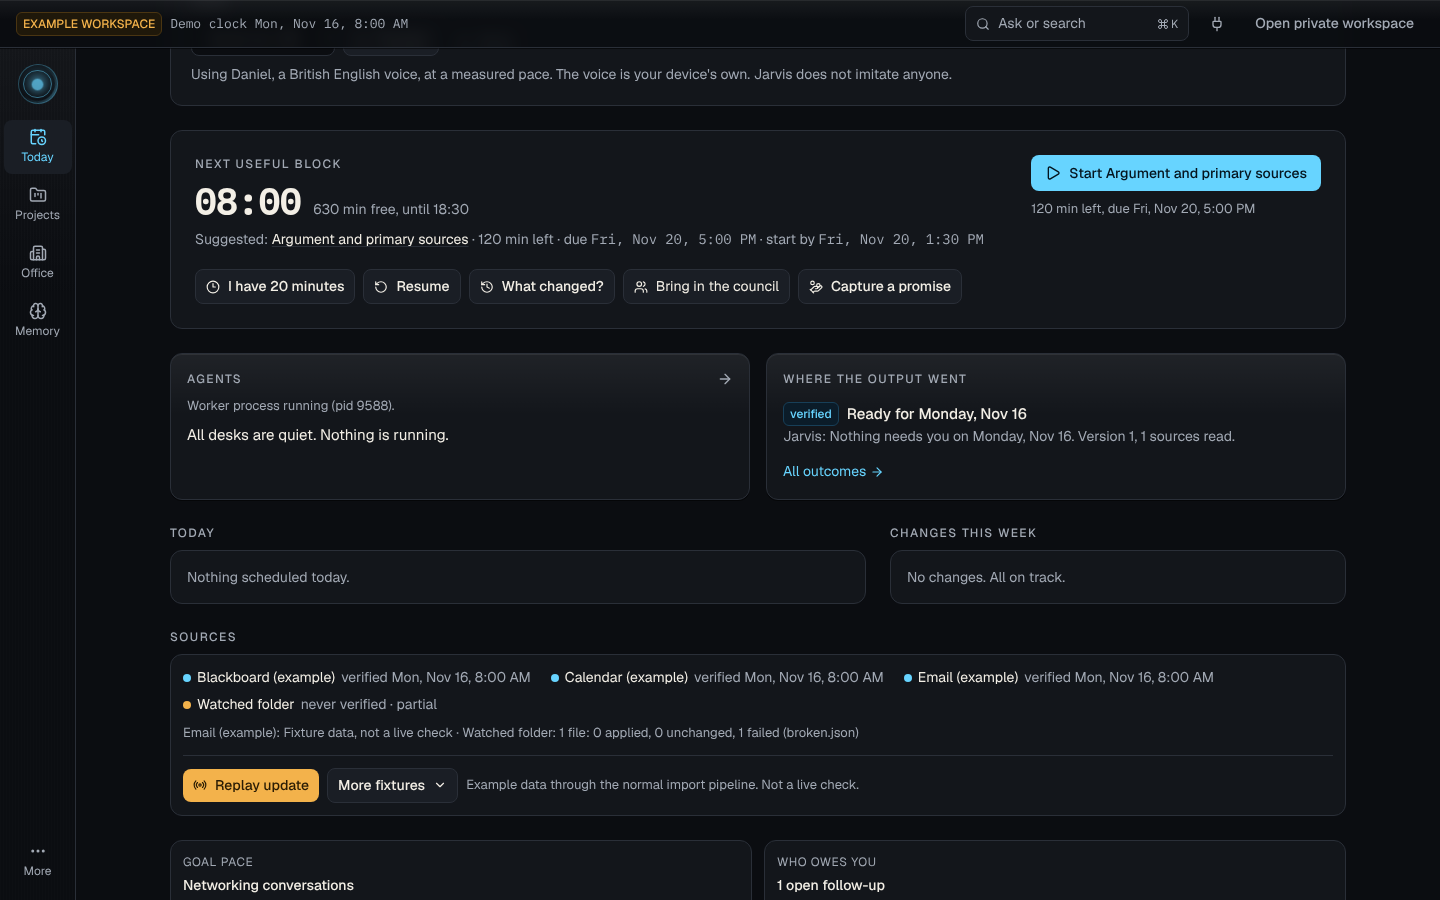 EXAMPLE WORKSPACE Demo clock Mon, Nov 16, 8:00 AM
Ask or search ⌘K
Open private workspace
Today
Projects
Office
Memory
More
Using Daniel, a British English voice, at a measured pace. The voice is your device's own. Jarvis does not imitate anyone.
NEXT USEFUL BLOCK
08:00 630 min free, until 18:30
Suggested: Argument and primary sources · 120 min left · due Fri, Nov 20, 5:00 PM · start by Fri, Nov 20, 1:30 PM
Start Argument and primary sources
120 min left, due Fri, Nov 20, 5:00 PM
I have 20 minutes Resume What changed? Bring in the council Capture a promise
AGENTS
Worker process running (pid 9588).
All desks are quiet. Nothing is running.
WHERE THE OUTPUT WENT
verified Ready for Monday, Nov 16
Jarvis: Nothing needs you on Monday, Nov 16. Version 1, 1 sources read.
All outcomes →
TODAY
Nothing scheduled today.
CHANGES THIS WEEK
No changes. All on track.
SOURCES
Blackboard (example) verified Mon, Nov 16, 8:00 AM Calendar (example) verified Mon, Nov 16, 8:00 AM Email (example) verified Mon, Nov 16, 8:00 AM
Watched folder never verified · partial
Email (example): Fixture data, not a live check · Watched folder: 1 file: 0 applied, 0 unchanged, 1 failed (broken.json)
Replay update More fixtures Example data through the normal import pipeline. Not a live check.
GOAL PACE
Networking conversations
WHO OWES YOU
1 open follow-up